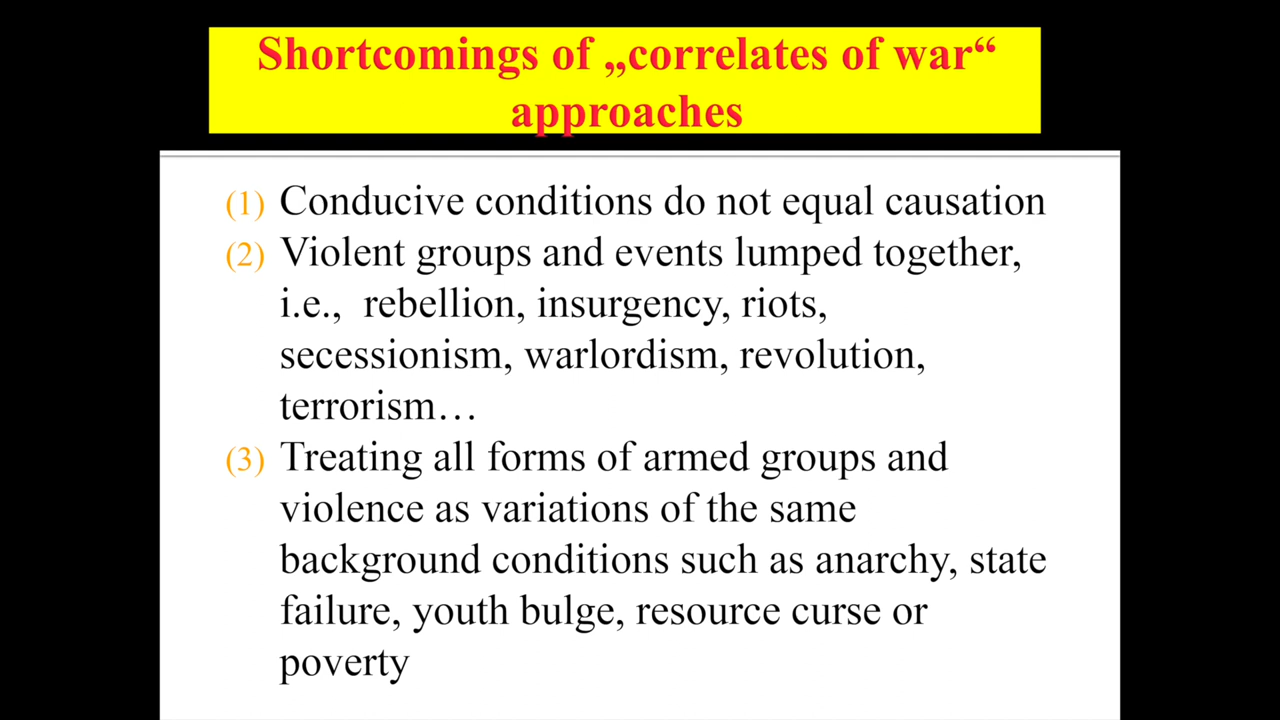 Shortcomings of „correlates of war“
approaches
(1) Conducive conditions do not equal causation
(2) Violent groups and events lumped together,
i.e., rebellion, insurgency, riots,
secessionism, warlordism, revolution,
terrorism…
(3) Treating all forms of armed groups and
violence as variations of the same
background conditions such as anarchy, state
failure, youth bulge, resource curse or
poverty